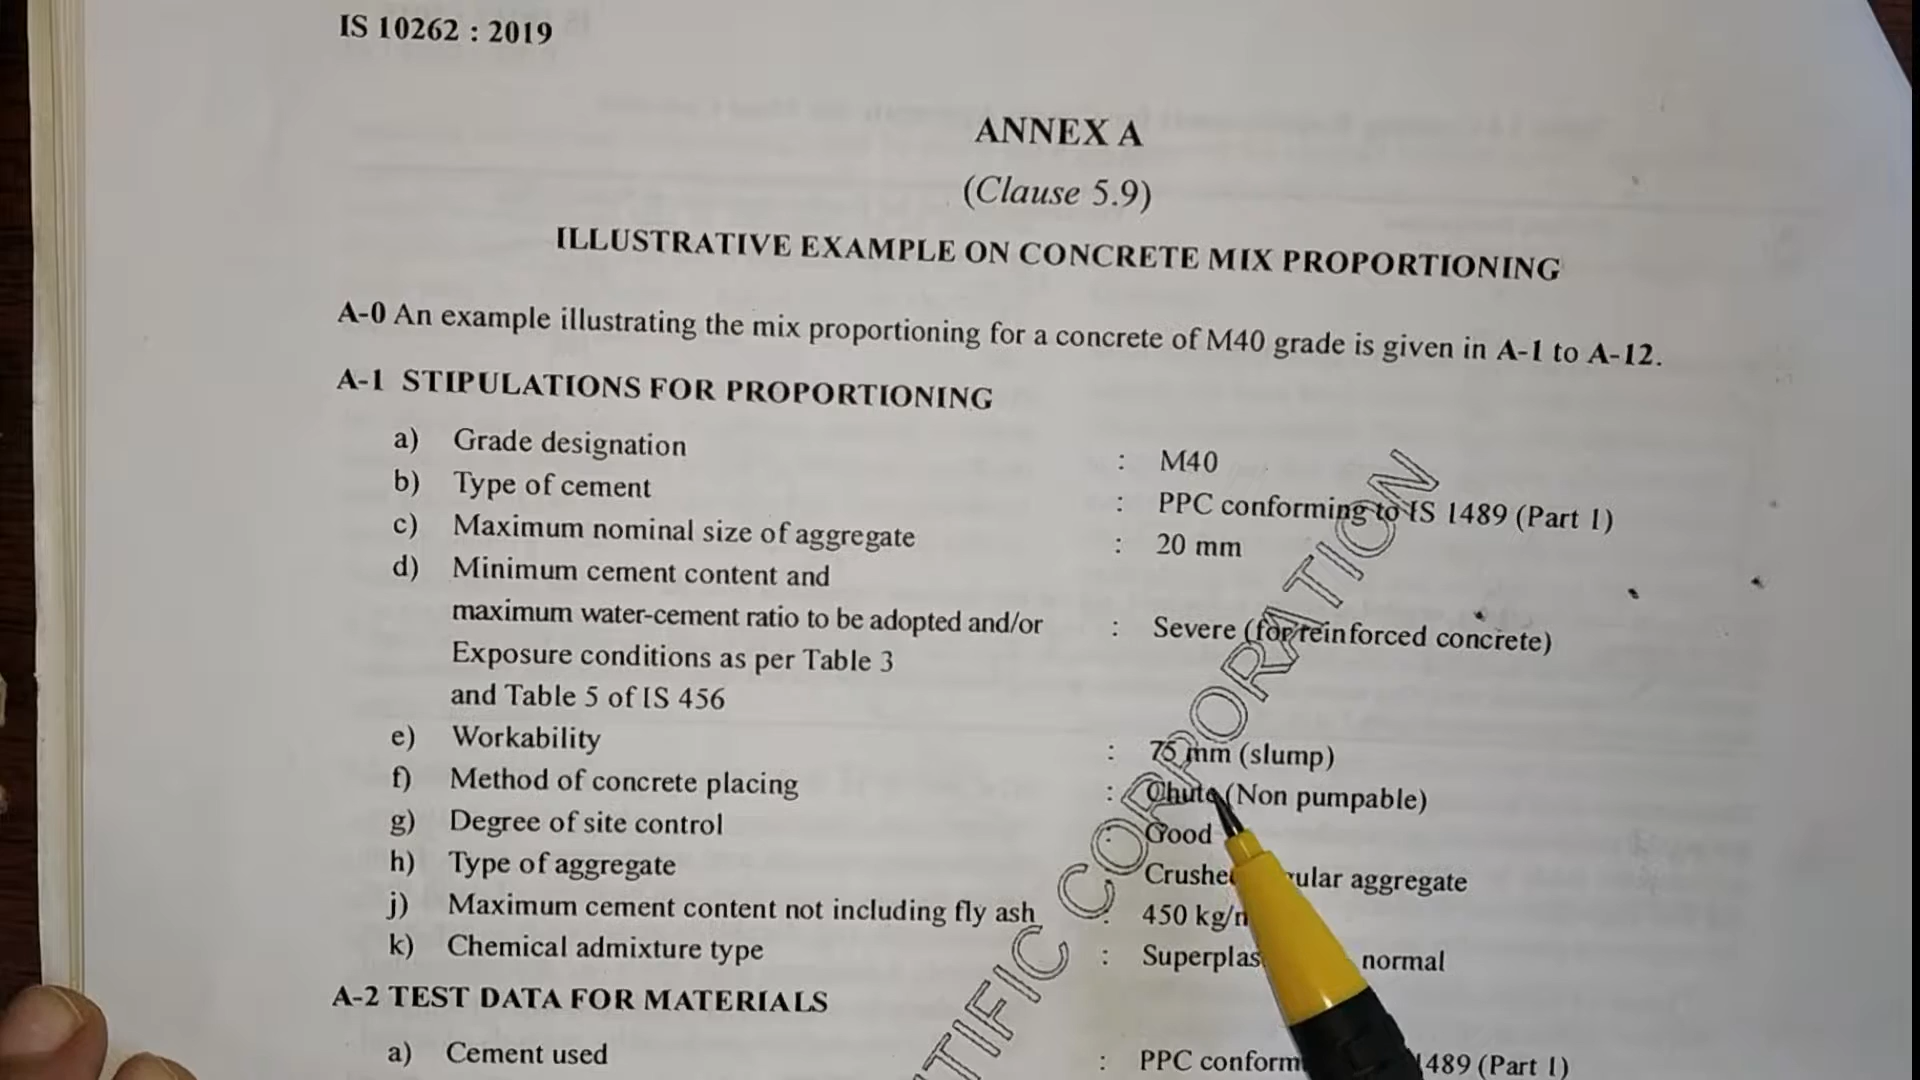 IS 10262 : 2019
ANNEX A
(Clause 5.9)
ILLUSTRATIVE EXAMPLE ON CONCRETE MIX PROPORTIONING
A-0 An example illustrating the mix proportioning for a concrete of M40 grade is given in A-1 to A-12.
A-1 STIPULATIONS FOR PROPORTIONING
a) Grade designation : M40
b) Type of cement : PPC conforming to IS 1489 (Part 1)
c) Maximum nominal size of aggregate : 20 mm
d) Minimum cement content and
maximum water-cement ratio to be adopted and/or : Severe (for reinforced concrete)
Exposure conditions as per Table 3
and Table 5 of IS 456
e) Workability : 75 mm (slump)
f) Method of concrete placing : Chute (Non pumpable)
g) Degree of site control : Good
h) Type of aggregate : aggregate
j) Maximum cement content not including fly ash : 450
k) Chemical admixture type : normal
A-2 TEST DATA FOR MATERIALS
a) Cement used : PPC 1489 (Part 1)
CORPORATION